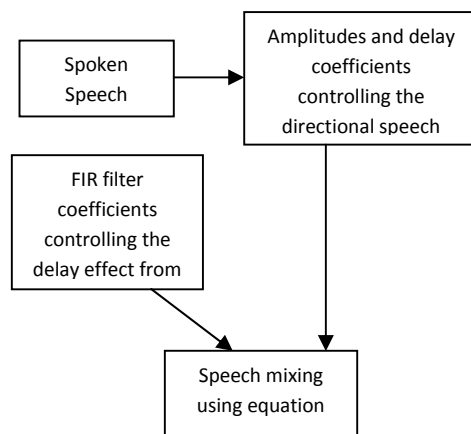 Spoken
Speech
Amplitudes and delay
coefficients
controlling the
directional speech
FIR filter
coefficients
controlling the
delay effect from
Speech mixing
using equation